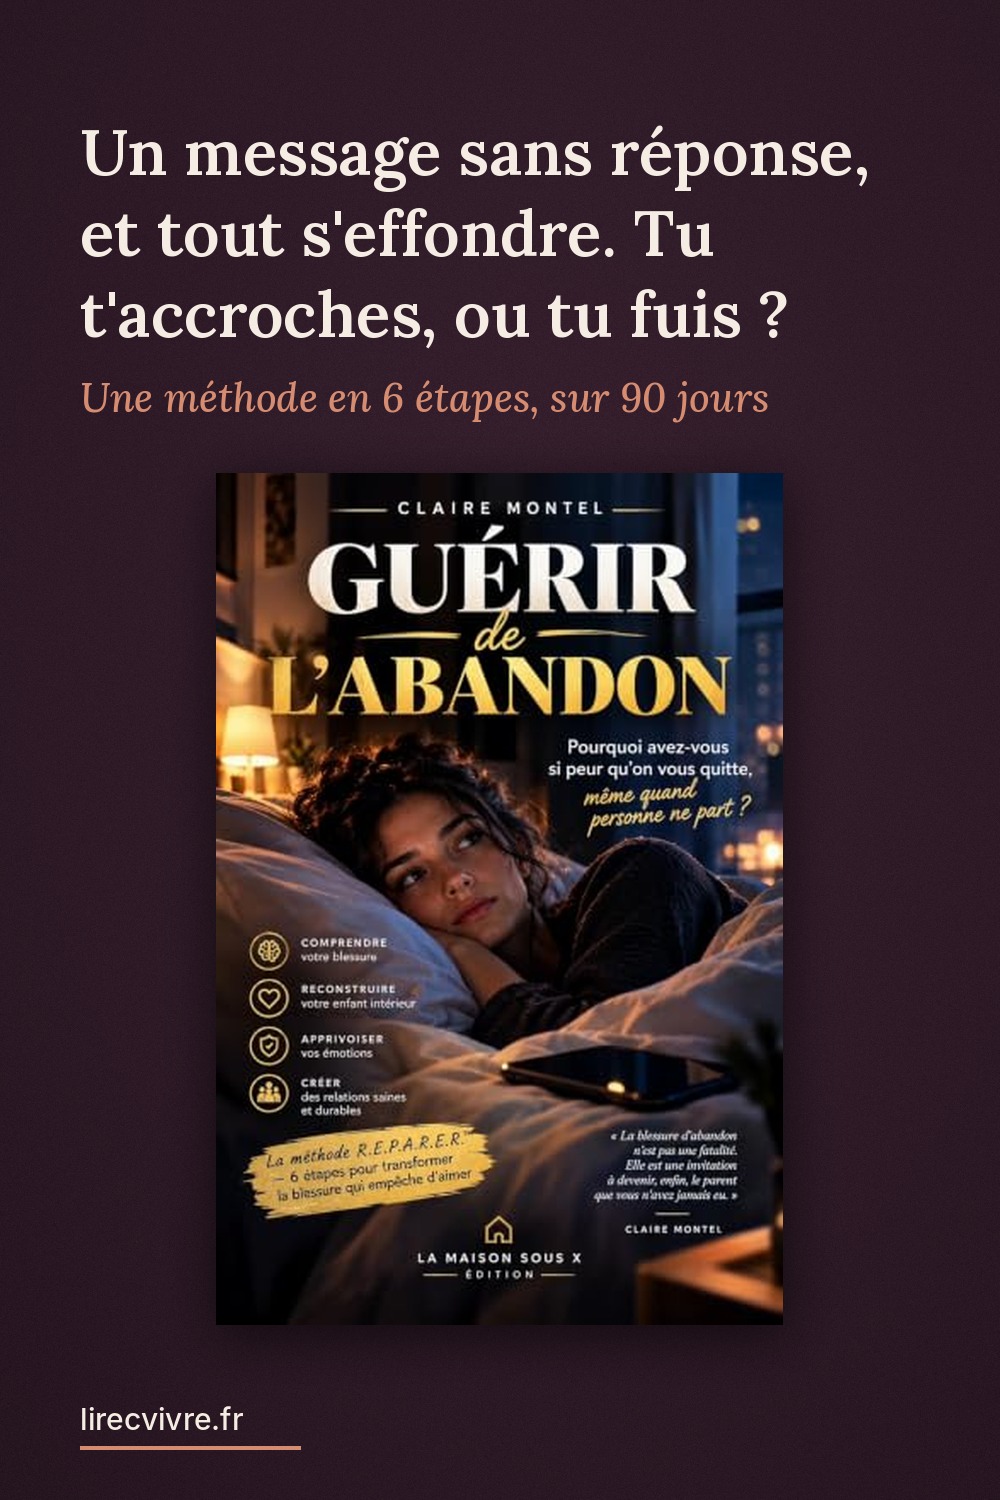 Un message sans réponse,
et tout s'effondre. Tu
t'accroches, ou tu fuis ?
Une méthode en 6 étapes, sur 90 jours
CLAIRE MONTEL
GUÉRIR
de
L'ABANDON
Pourquoi avez-vous
si peur qu'on vous quitte,
même quand
personne ne part ?
COMPRENDRE
votre blessure
RECONSTRUIRE
votre enfant intérieur
APPRIVOISER
vos émotions
CRÉER
des relations saines
et durables
La méthode R.E.P.A.R.E.R.™
– 6 étapes pour transformer
la blessure qui empêche d'aimer
« La blessure d'abandon
n'est pas une fatalité.
Elle est une invitation
à devenir, enfin, le parent
que vous n'avez jamais eu. »
CLAIRE MONTEL
LA MAISON SOUS X
ÉDITION
lirecvivre.fr